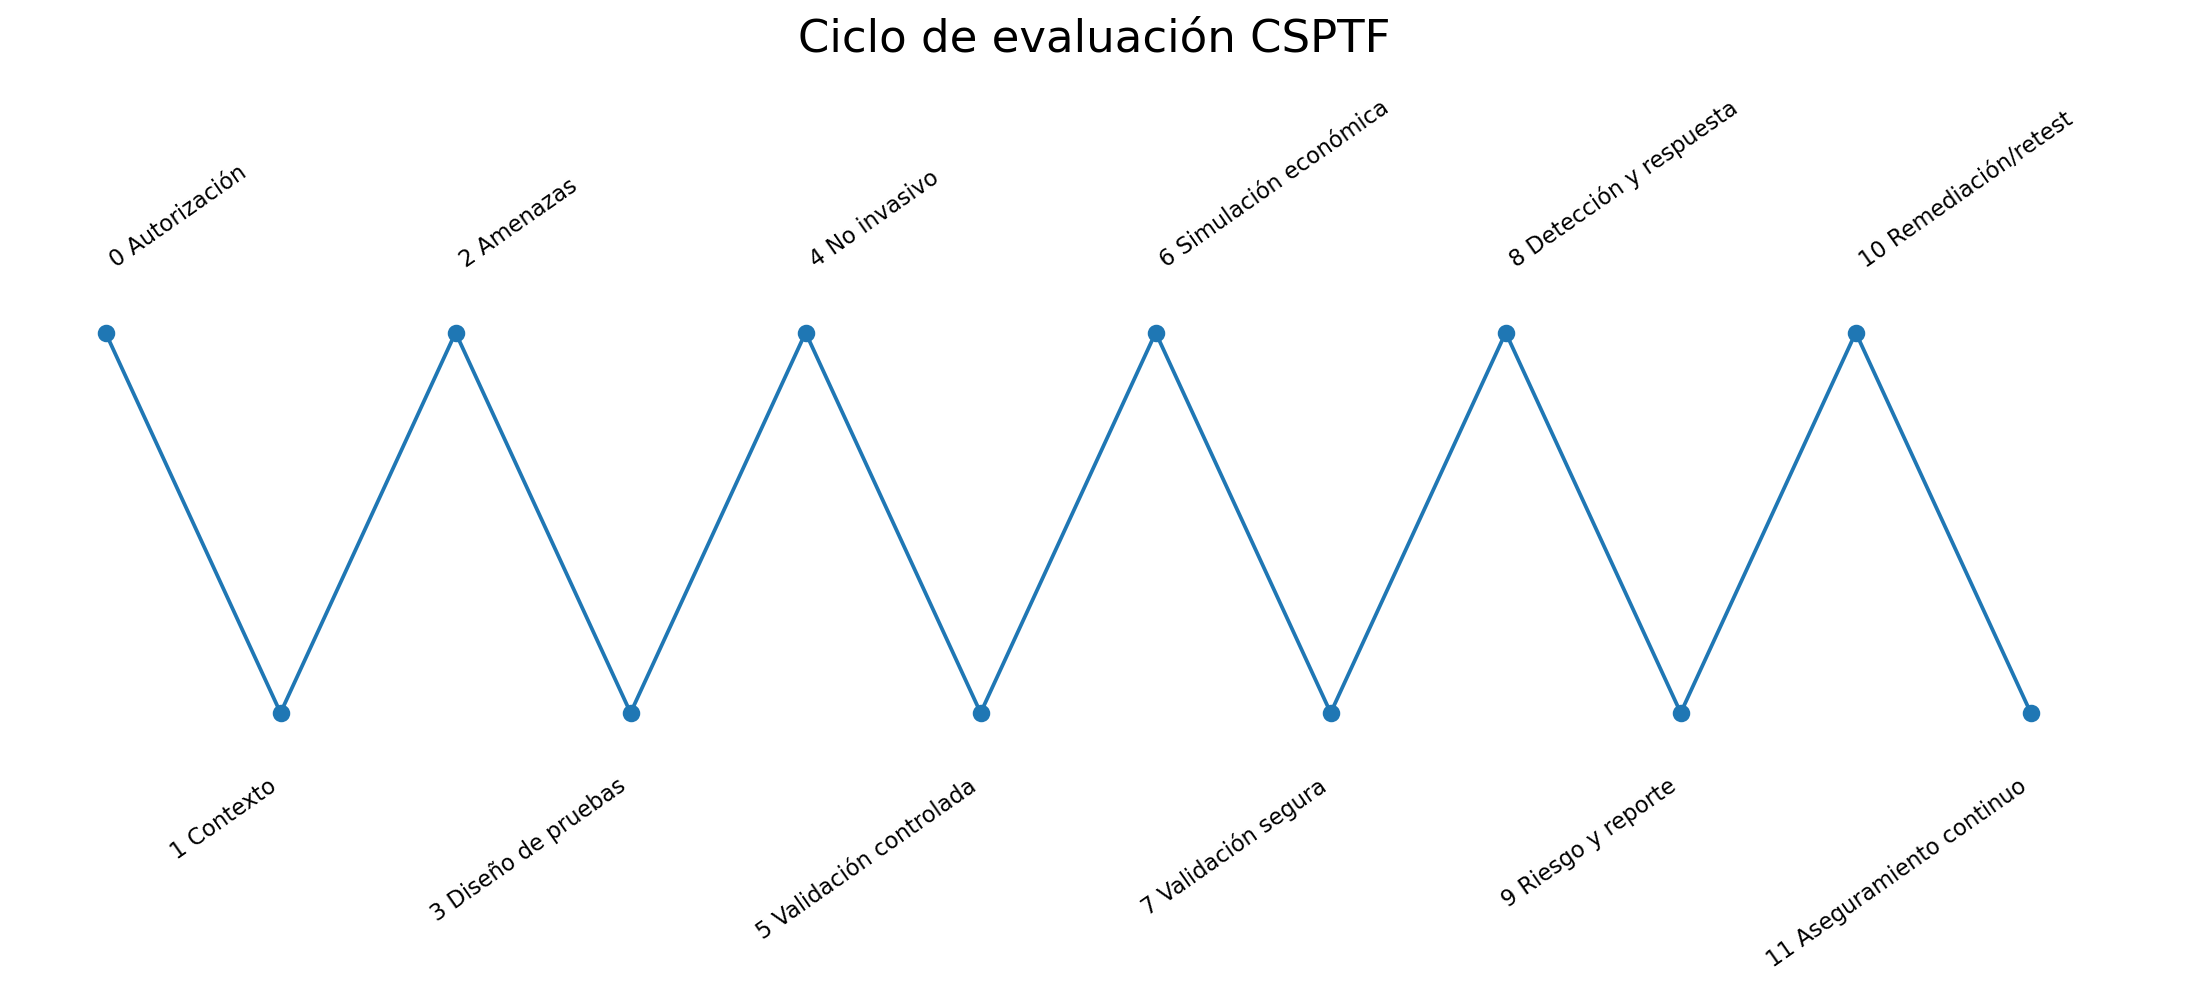 Ciclo de evaluación CSPTF
0 Autorización
1 Contexto
2 Amenazas
3 Diseño de pruebas
4 No invasivo
5 Validación controlada
6 Simulación económica
7 Validación segura
8 Detección y respuesta
9 Riesgo y reporte
10 Remediación/retest
11 Aseguramiento continuo